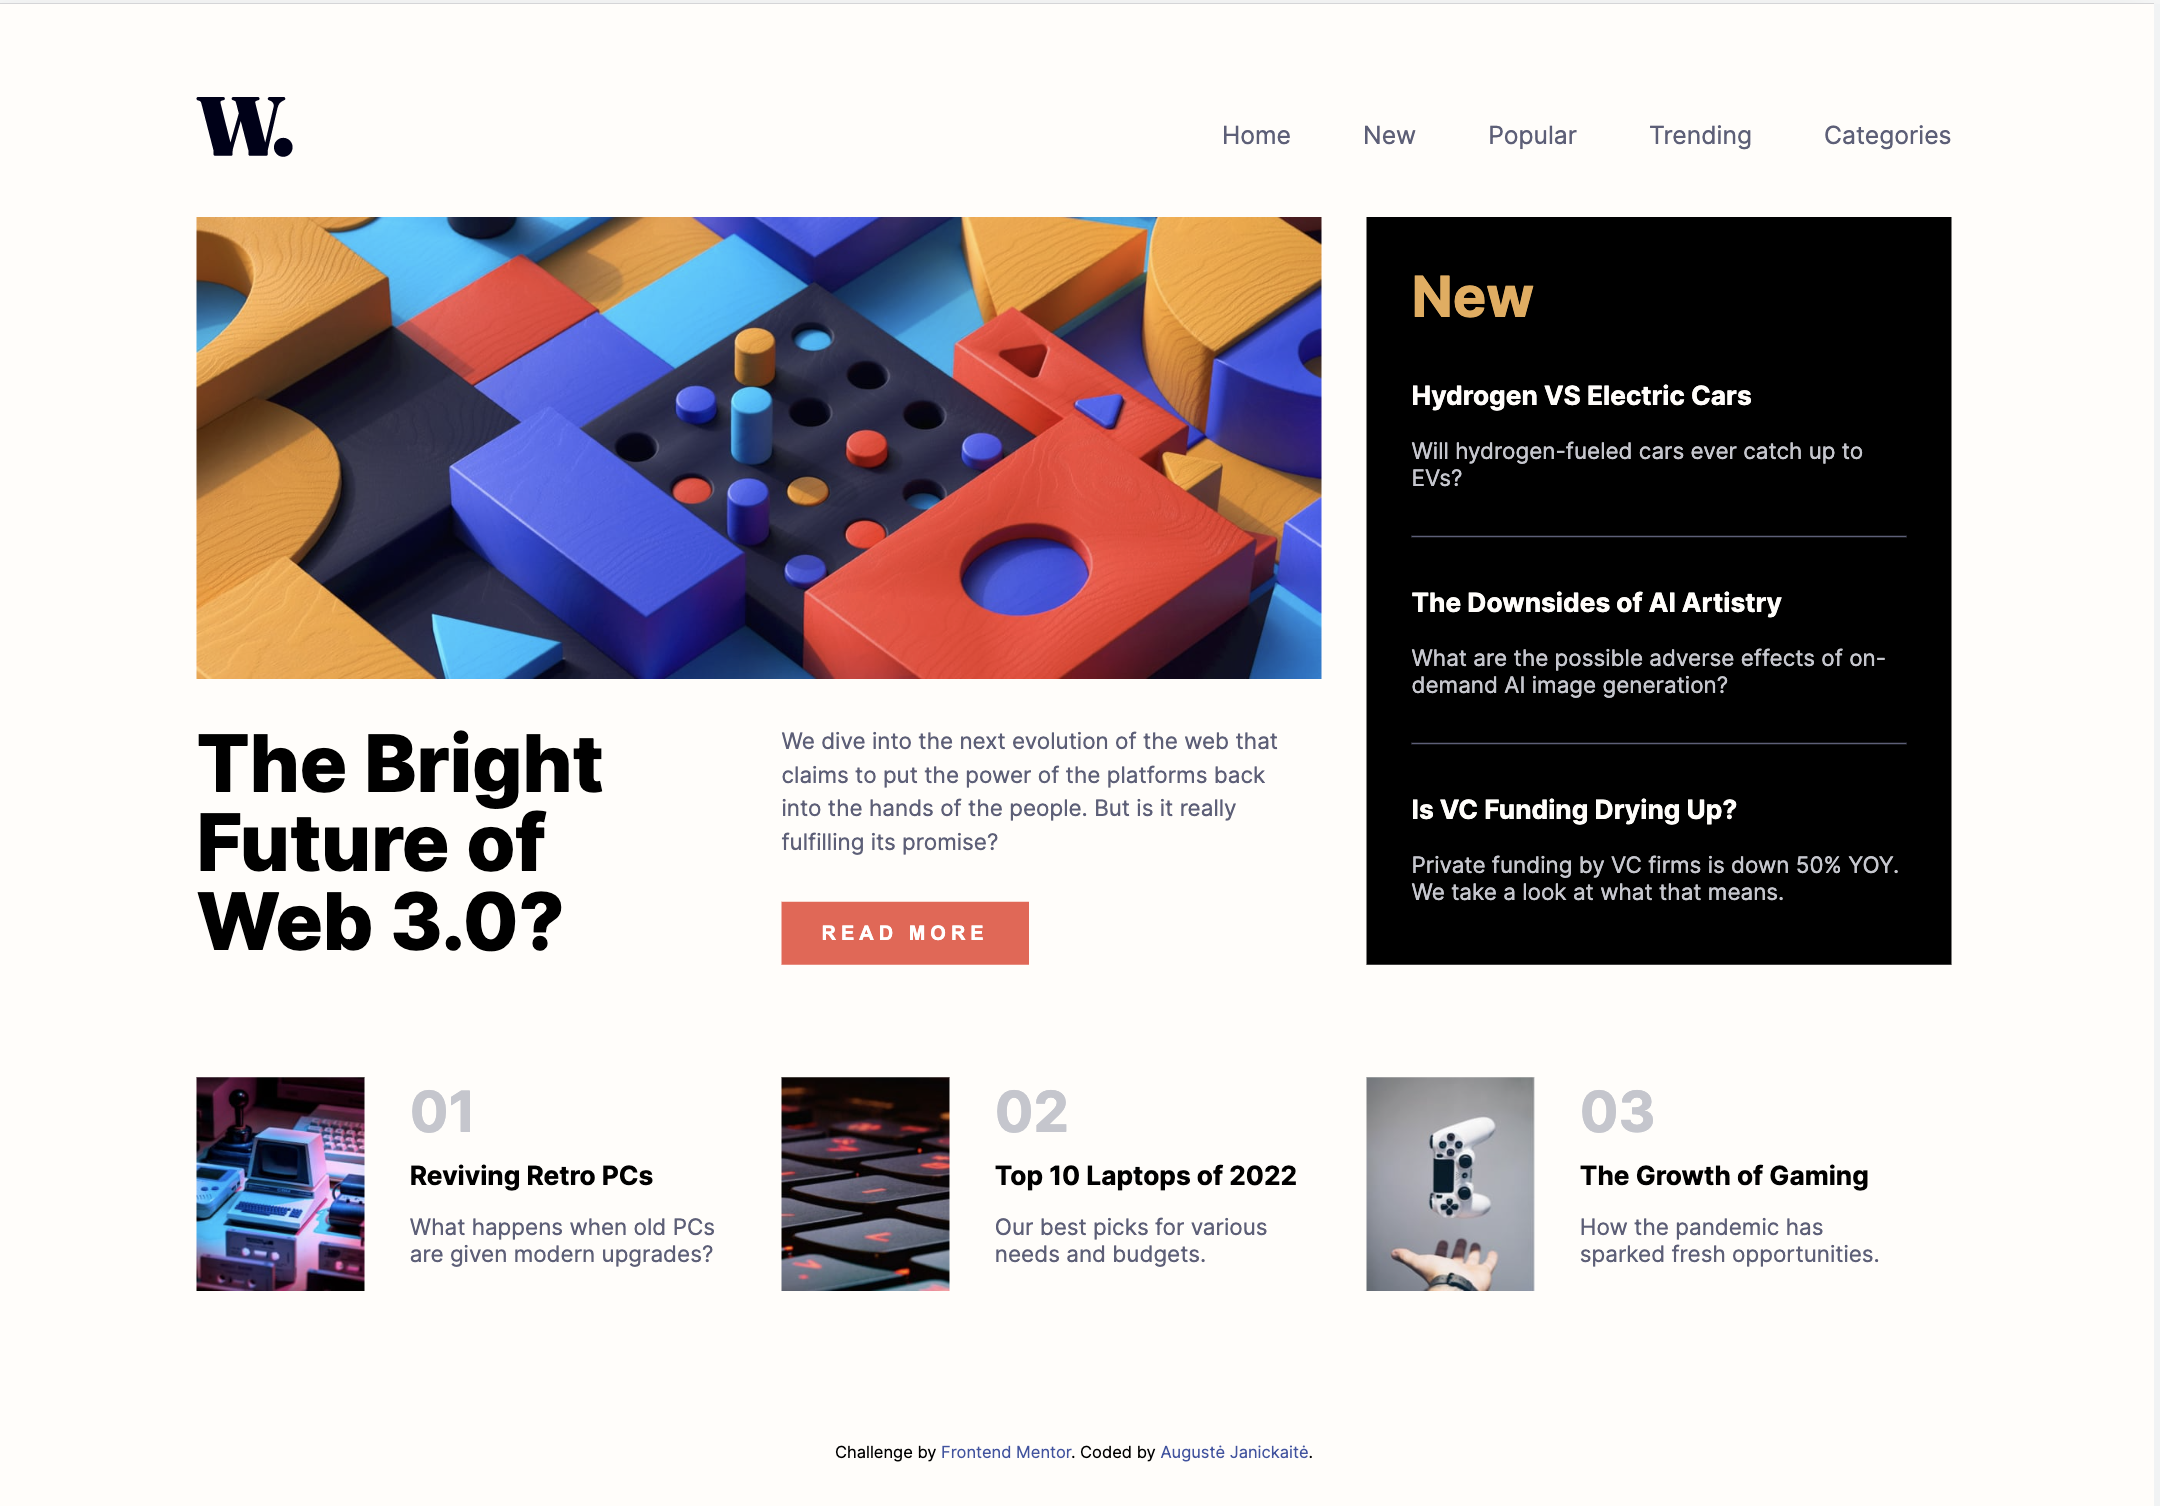 W.
Home New Popular Trending Categories
The Bright
Future of
Web 3.0?
We dive into the next evolution of the web that
claims to put the power of the platforms back
into the hands of the people. But is it really
fulfilling its promise?
READ MORE
New
Hydrogen VS Electric Cars
Will hydrogen-fueled cars ever catch up to
EVs?
The Downsides of AI Artistry
What are the possible adverse effects of on-
demand AI image generation?
Is VC Funding Drying Up?
Private funding by VC firms is down 50% YOY.
We take a look at what that means.
01
Reviving Retro PCs
What happens when old PCs
are given modern upgrades?
02
Top 10 Laptops of 2022
Our best picks for various
needs and budgets.
03
The Growth of Gaming
How the pandemic has
sparked fresh opportunities.
Challenge by Frontend Mentor. Coded by Augustė Janickaitė.